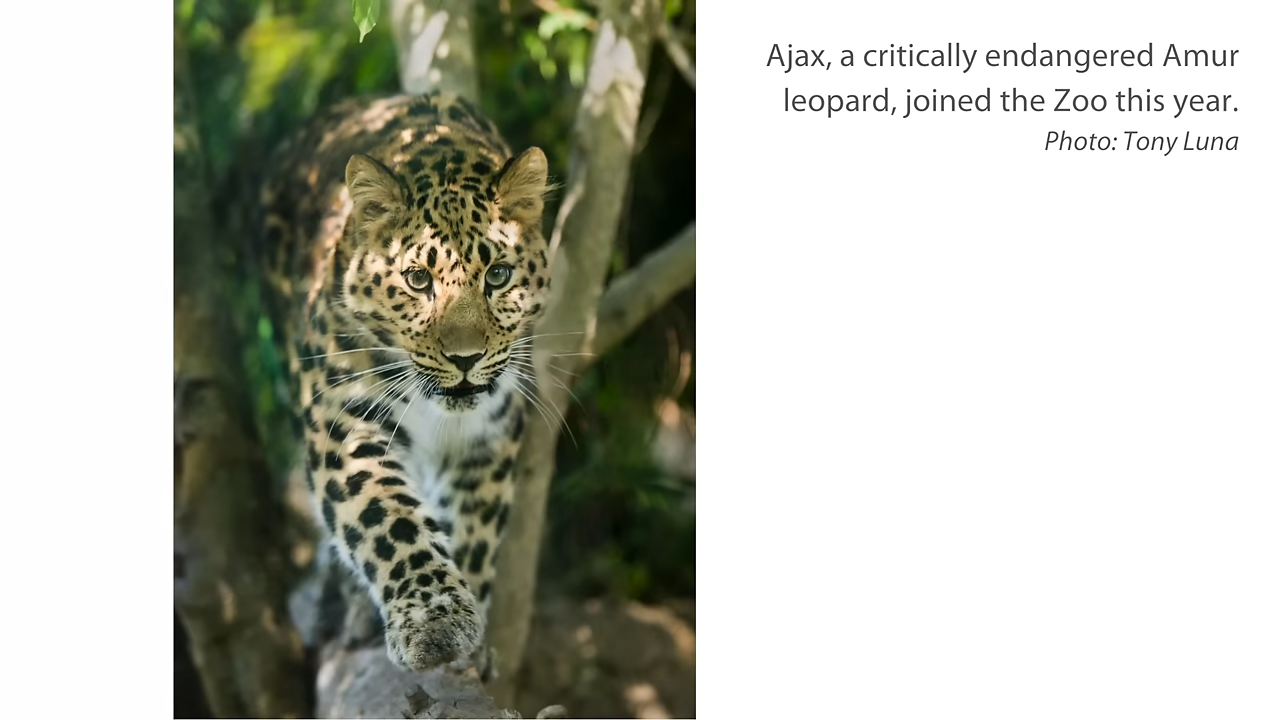 Ajax, a critically endangered Amur
leopard, joined the Zoo this year.
Photo: Tony Luna